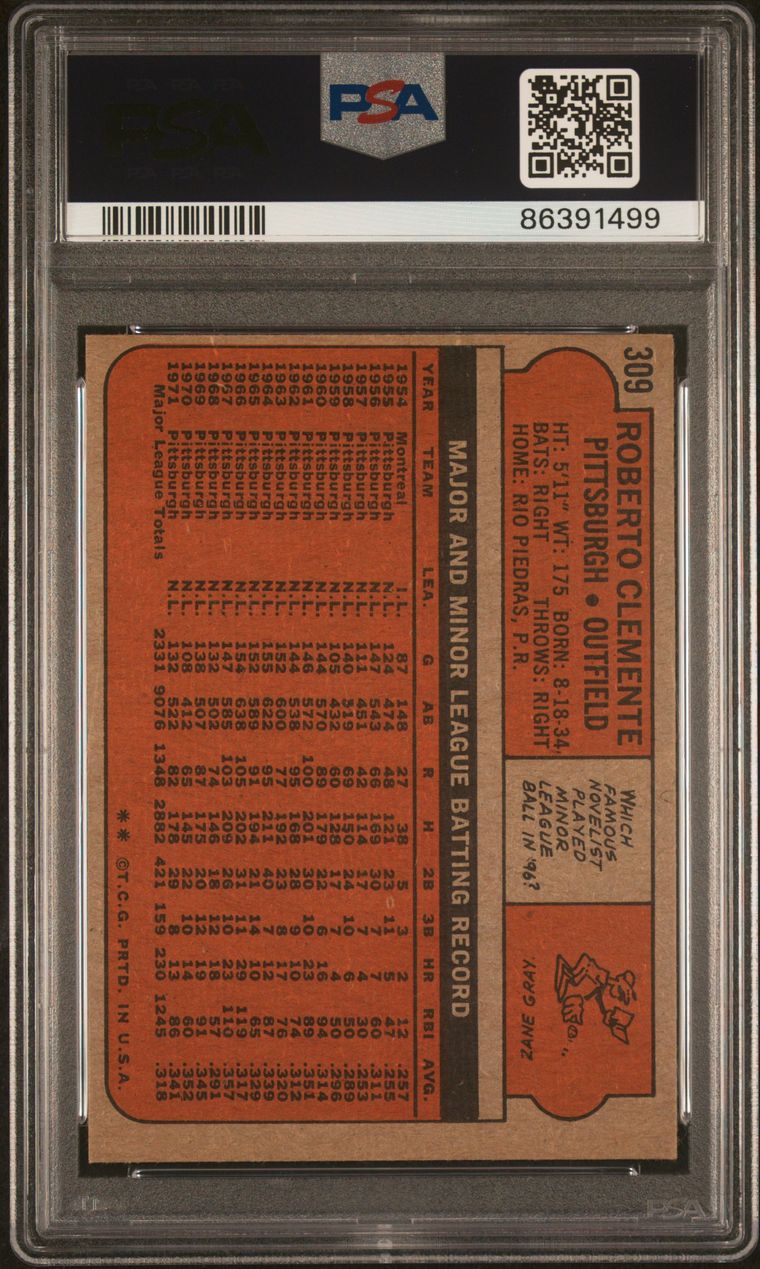 PSA
86391499
309
ROBERTO CLEMENTE
PITTSBURGH • OUTFIELD
HT: 5'11" WT: 175 BORN: 8-18-34
BATS: RIGHT THROWS: RIGHT
HOME: RIO PIEDRAS, P.R.
WHICH
FAMOUS
NOVELIST
PLAYED
MINOR
LEAGUE
BALL IN '96?
ZANE GRAY.
MAJOR AND MINOR LEAGUE BATTING RECORD
YEAR TEAM LEA. G AB R H 2B 3B HR RBI AVG.
1954 Montreal I.L. 87 148 27 38 5 3 2 12 .257
1955 Pittsburgh N.L. 124 474 48 121 23 11 5 47 .255
1956 Pittsburgh N.L. 147 543 66 169 30 7 7 60 .311
1957 Pittsburgh N.L. 111 451 42 114 17 7 4 30 .253
1958 Pittsburgh N.L. 140 519 69 150 24 10 6 50 .289
1959 Pittsburgh N.L. 105 432 60 128 17 7 4 50 .296
1960 Pittsburgh N.L. 144 570 89 179 22 6 16 94 .314
1961 Pittsburgh N.L. 146 572 100 201 30 10 23 89 .351
1962 Pittsburgh N.L. 144 538 95 168 28 9 10 74 .312
1963 Pittsburgh N.L. 152 600 77 192 23 8 17 76 .320
1964 Pittsburgh N.L. 155 622 95 211 40 7 12 87 .339
1965 Pittsburgh N.L. 152 589 91 194 21 14 10 65 .329
1966 Pittsburgh N.L. 154 638 105 202 31 11 29 119 .317
1967 Pittsburgh N.L. 147 585 103 209 26 10 23 110 .357
1968 Pittsburgh N.L. 132 502 74 146 18 12 18 57 .291
1969 Pittsburgh N.L. 138 507 87 175 20 12 19 91 .345
1970 Pittsburgh N.L. 108 412 65 145 22 10 14 60 .352
1971 Pittsburgh N.L. 132 522 82 178 29 8 13 86 .341
Major League Totals 2331 9076 1348 2882 421 159 230 1245 .318
** ©T.C.G. PRTD. IN U.S.A.
PSA